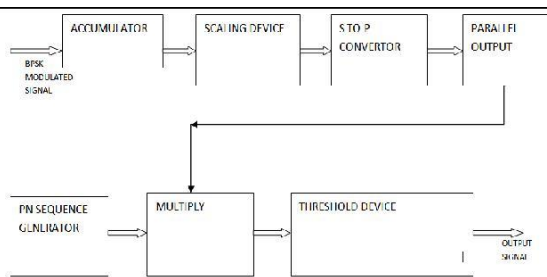 ACCUMULATOR
SCALING DEVICE
S TO P
CONVERTOR
PARALLEL
OUTPUT
BPSK
MODULATED
SIGNAL
PN SEQUENCE
GENERATOR
MULTIPLY
THRESHOLD DEVICE
OUTPUT
SIGNAL